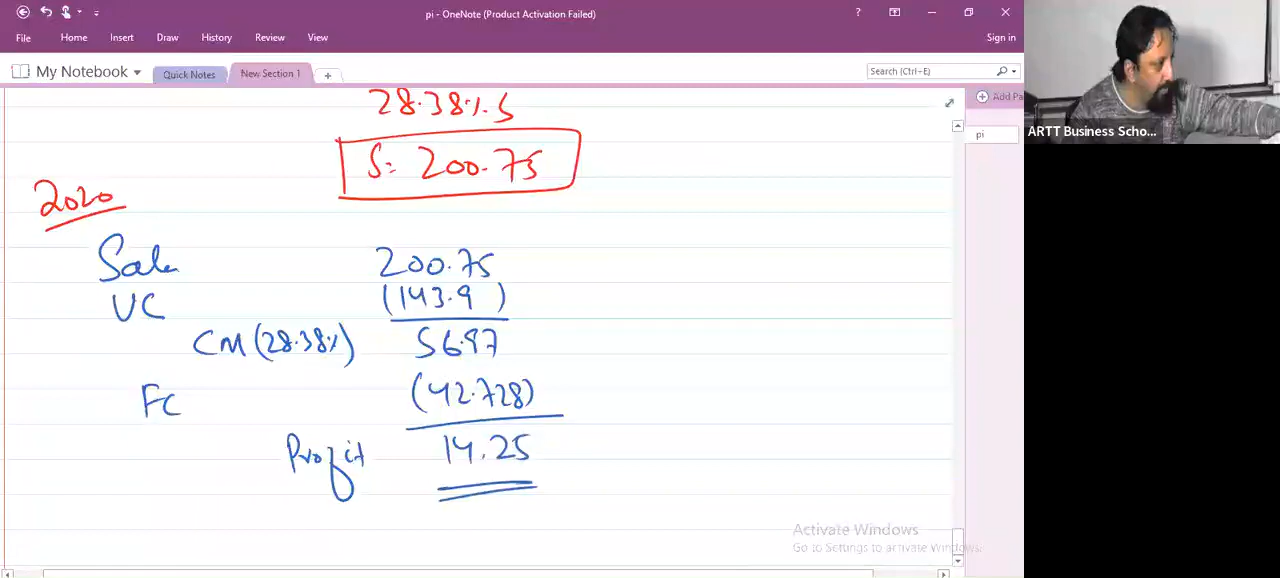 pi - OneNote (Product Activation Failed)
?
File Home Insert Draw History Review View Sign in
My Notebook Quick Notes New Section 1 + Search (Ctrl+E)
Add Pa
pi
ARTT Business Scho...
28.38% S
S = 200.75
2020
Sale 200.75
VC (143.9)
CM (28.38%) 56.97
FC (42.728)
Profit 14.25
Activate Windows
Go to Settings to activate Windows.